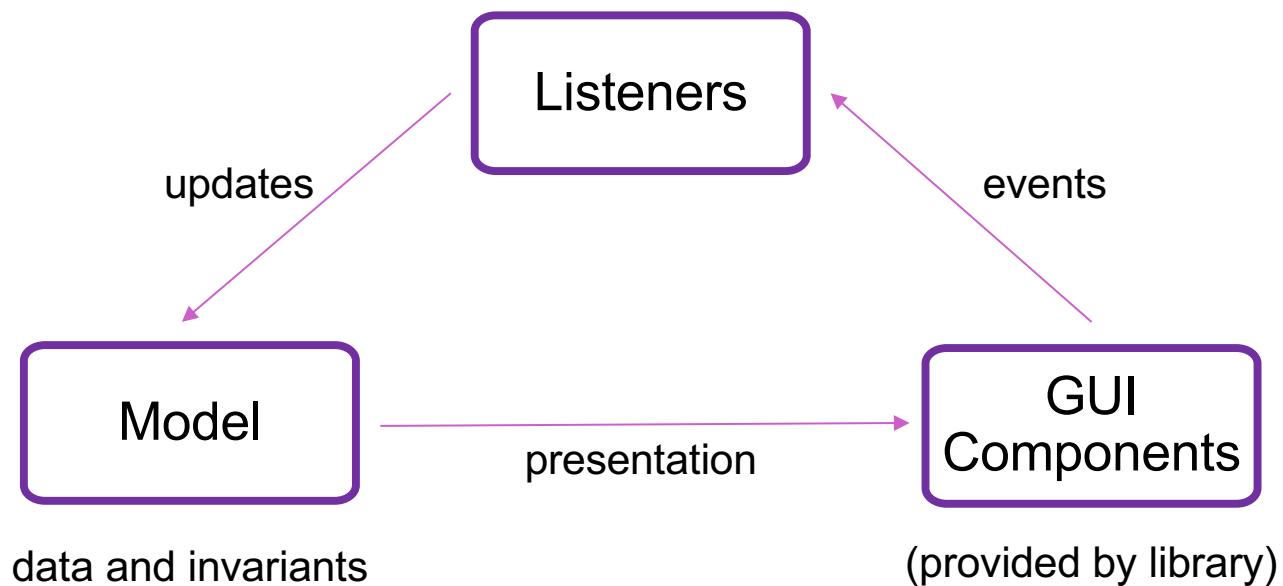 Listeners
updates
events
Model
GUI
Components
presentation
data and invariants
(provided by library)